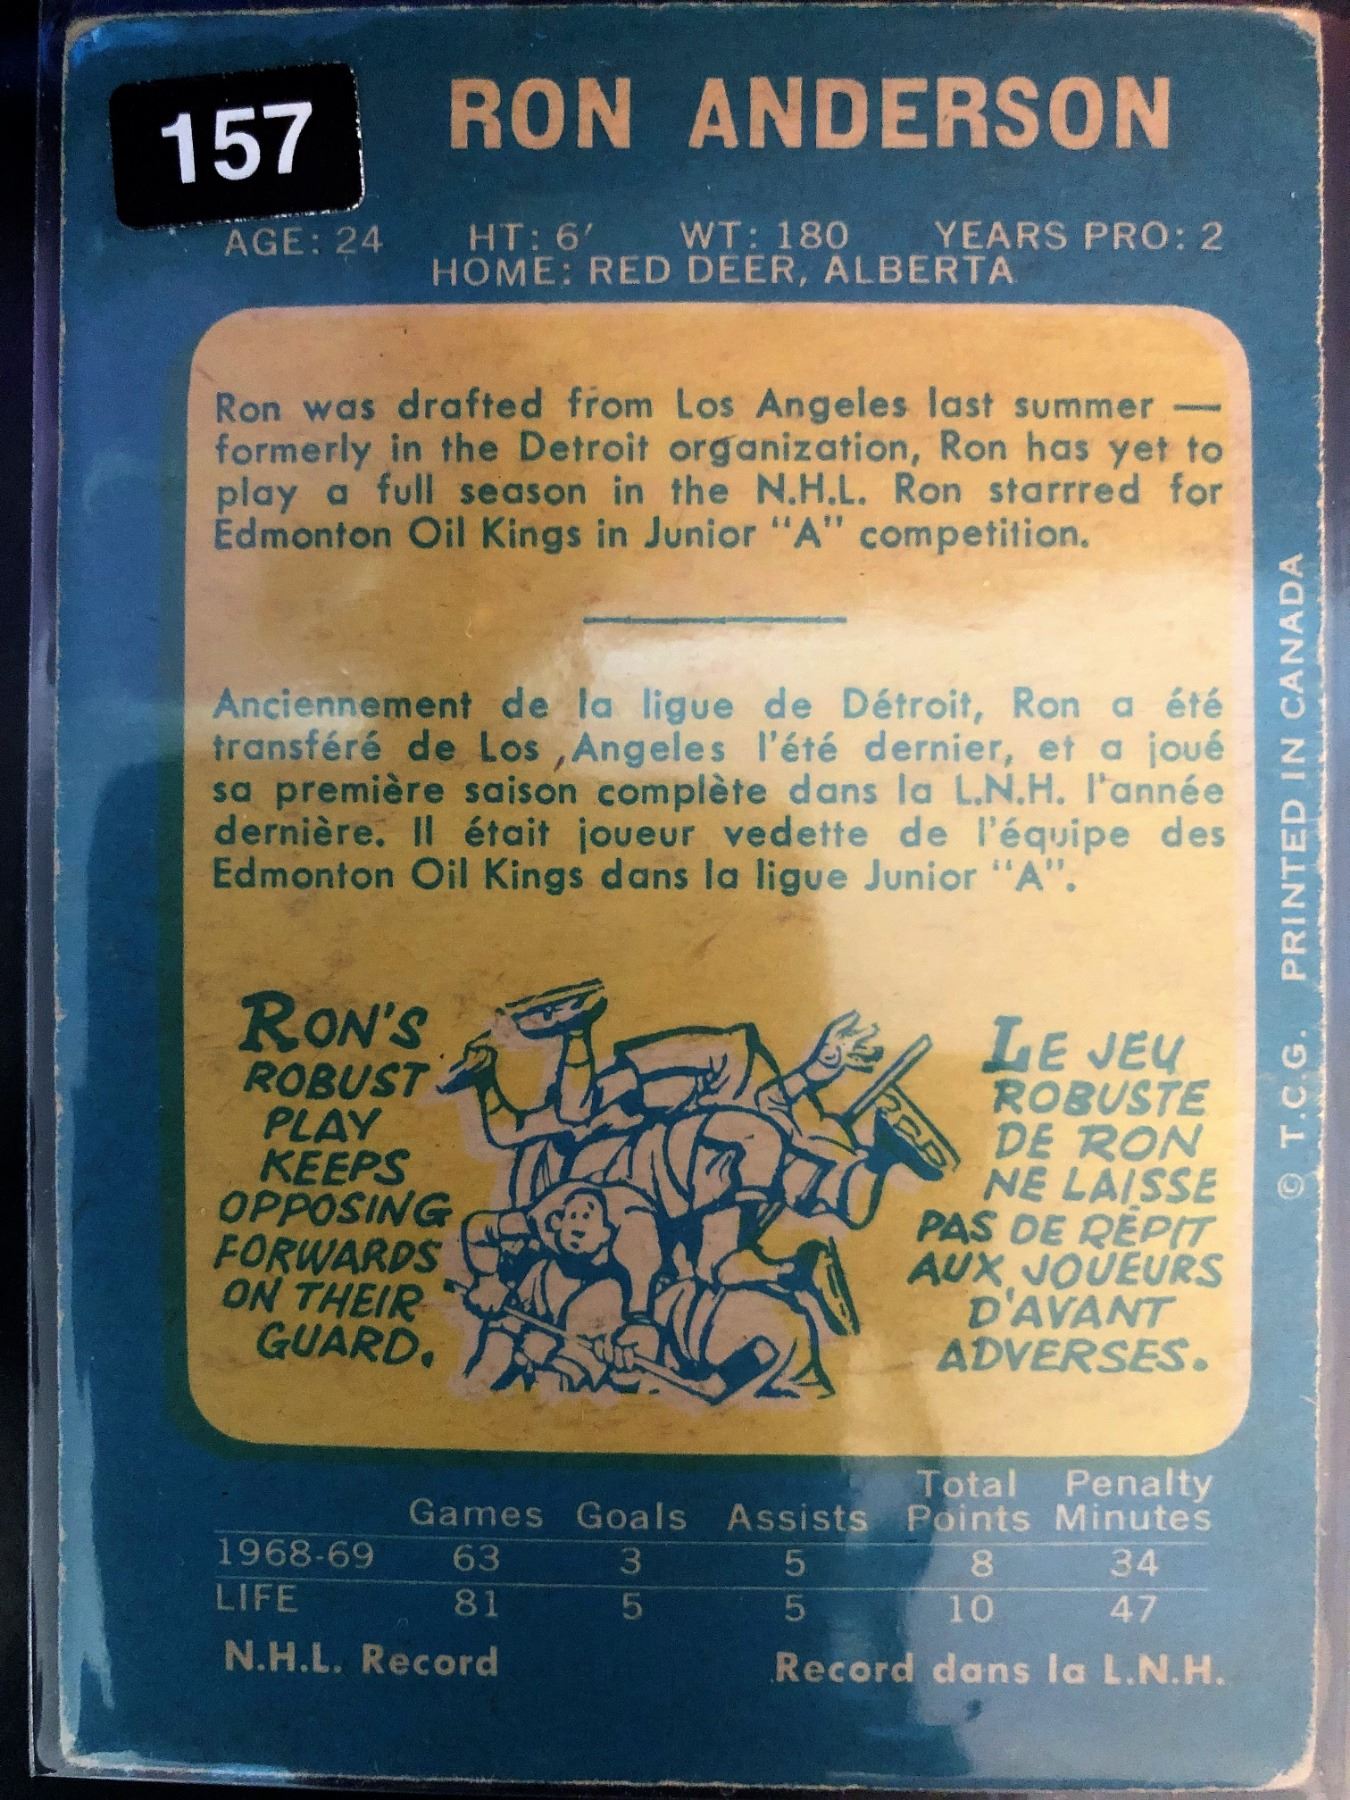 157
RON ANDERSON
AGE: 24 HT: 6′ WT: 180 YEARS PRO: 2
HOME: RED DEER, ALBERTA
Ron was drafted from Los Angeles last summer —
formerly in the Detroit organization, Ron has yet to
play a full season in the N.H.L. Ron starrred for
Edmonton Oil Kings in Junior "A" competition.
Anciennement de la ligue de Détroit, Ron a été
transféré de Los Angeles l'été dernier, et a joué
sa première saison complète dans la L.N.H. l'année
dernière. Il était joueur vedette de l'équipe des
Edmonton Oil Kings dans la ligue Junior "A".
RON'S
ROBUST
PLAY
KEEPS
OPPOSING
FORWARDS
ON THEIR
GUARD.
LE JEU
ROBUSTE
DE RON
NE LAISSE
PAS DE RÉPIT
AUX JOUEURS
D'AVANT
ADVERSES.
Total Penalty
Games Goals Assists Points Minutes
1968-69 63 3 5 8 34
LIFE 81 5 5 10 47
N.H.L. Record Record dans la L.N.H.
© T.C.G. PRINTED IN CANADA